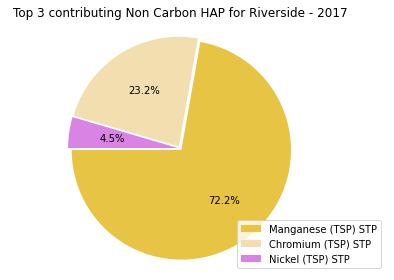 Top 3 contributing Non Carbon HAP for Riverside - 2017
23.2%
4.5%
72.2%
Manganese (TSP) STP
Chromium (TSP) STP
Nickel (TSP) STP